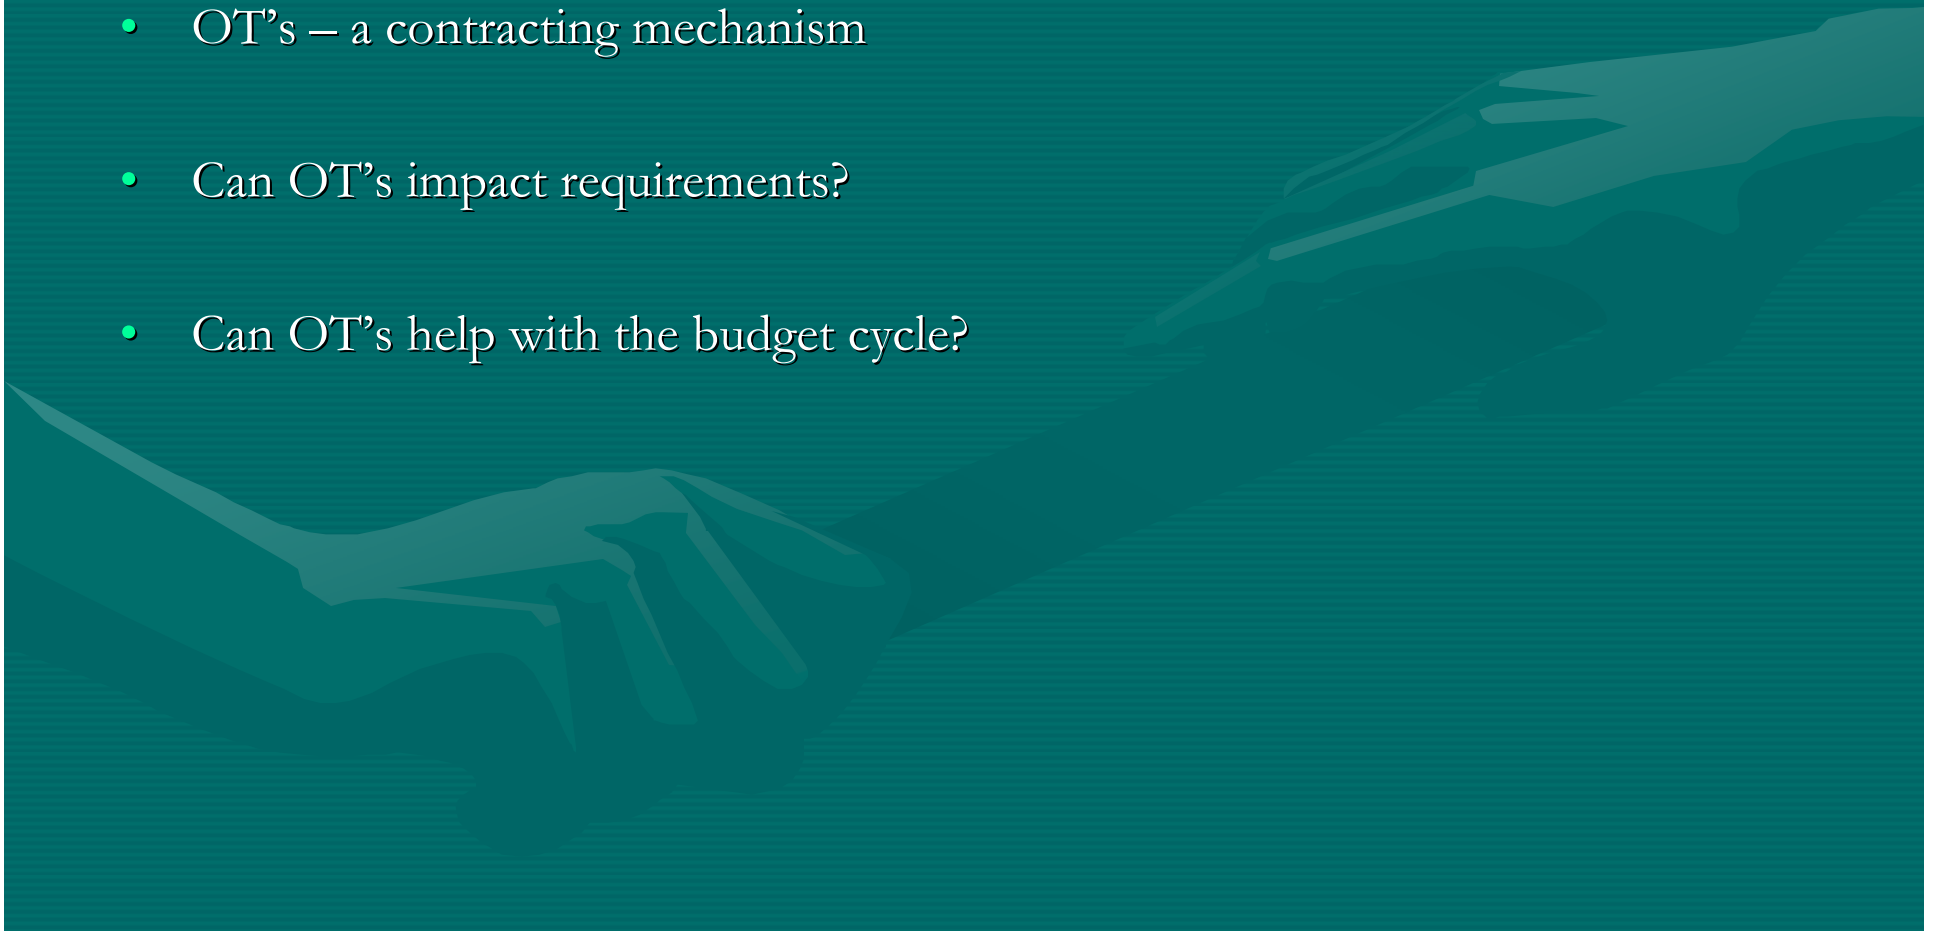 • OT’s – a contracting mechanism
• Can OT’s impact requirements?
• Can OT’s help with the budget cycle?